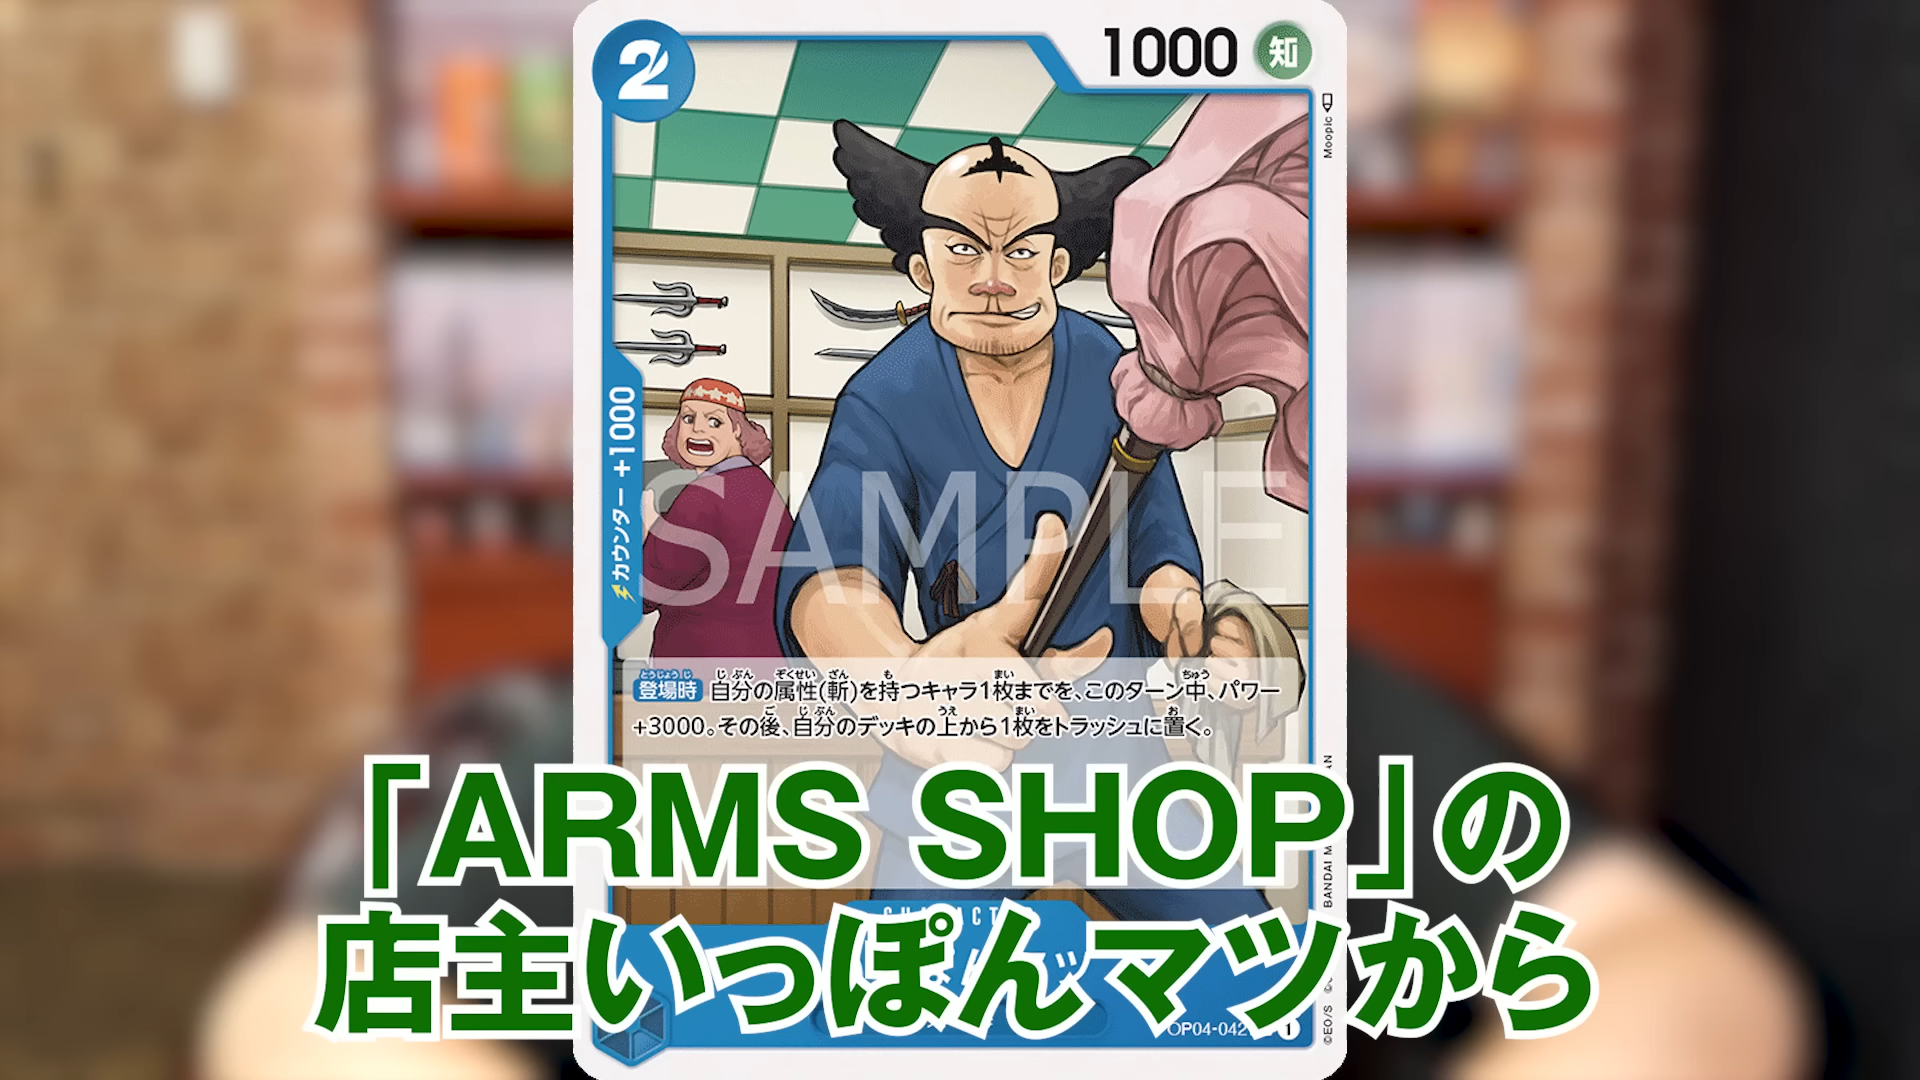 2
1000
知
Moopic
カウンター +1000
SAMPLE
登場時 自分の属性(斬)を持つキャラ1枚までを、このターン中、パワー
+3000。その後、自分のデッキの上から1枚をトラッシュに置く。
「ARMS SHOP」の
店主いっぽんマツから
OP04-042
1
©E.O/S
BANDAI